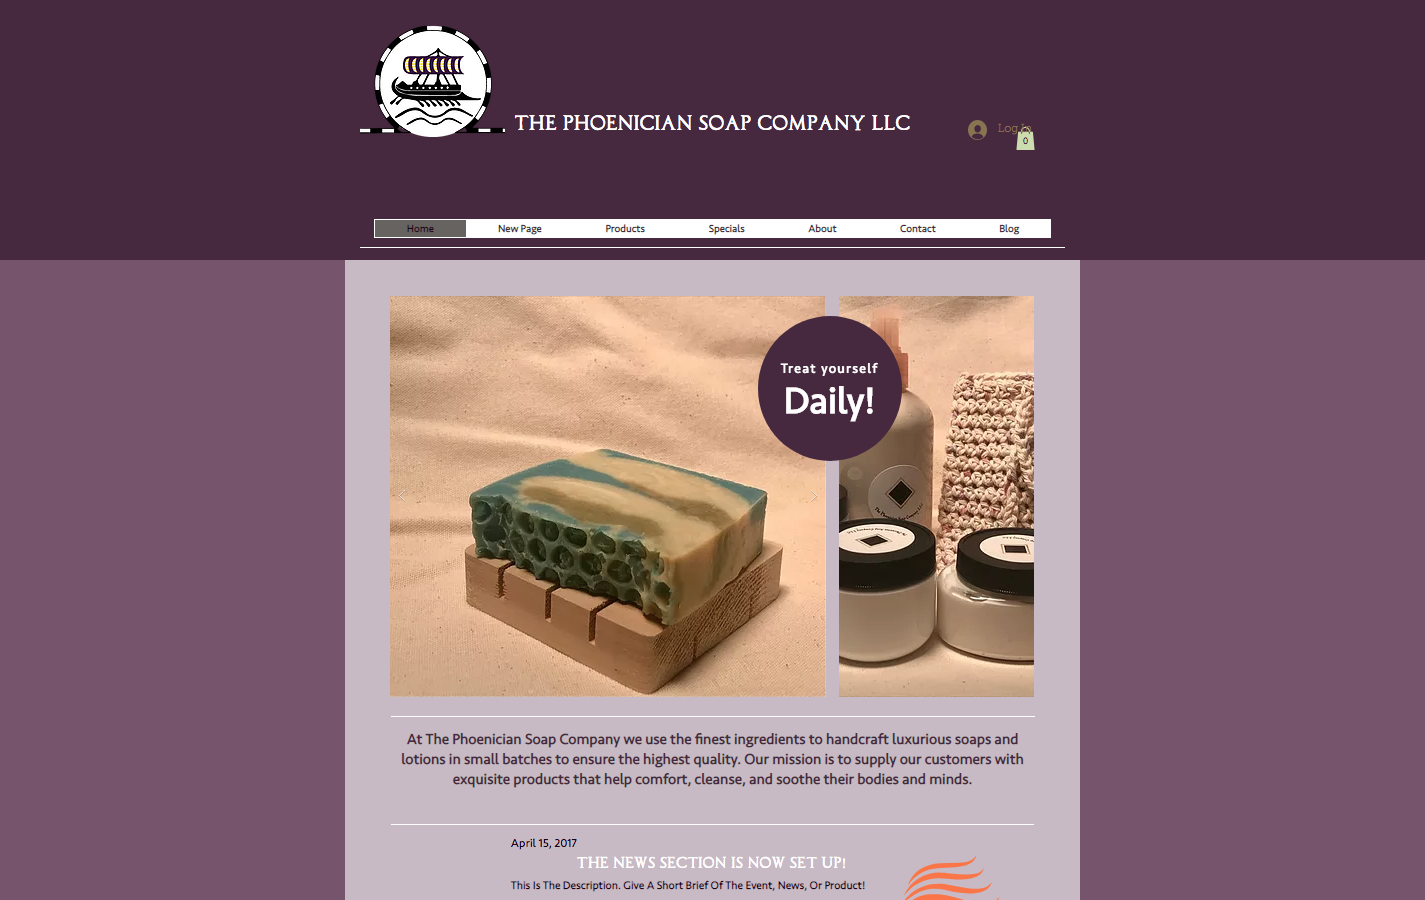 THE PHOENICIAN SOAP COMPANY LLC
Log In
0
Home
New Page
Products
Specials
About
Contact
Blog
Treat yourself
Daily!
At The Phoenician Soap Company we use the finest ingredients to handcraft luxurious soaps and
lotions in small batches to ensure the highest quality. Our mission is to supply our customers with
exquisite products that help comfort, cleanse, and soothe their bodies and minds.
April 15, 2017
THE NEWS SECTION IS NOW SET UP!
This Is The Description. Give A Short Brief Of The Event, News, Or Product!